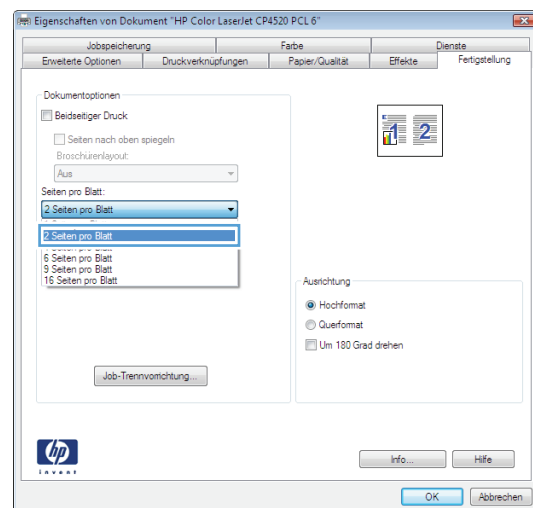 Eigenschaften von Dokument "HP Color LaserJet CP4520 PCL 6"
Jobspeicherung Farbe Dienste
Erweiterte Optionen Druckverknüpfungen Papier/Qualität Effekte Fertigstellung
Dokumentoptionen
Beidseitiger Druck
Seiten nach oben spiegeln
Broschürenlayout:
Aus
Seiten pro Blatt:
2 Seiten pro Blatt
2 Seiten pro Blatt
6 Seiten pro Blatt
9 Seiten pro Blatt
16 Seiten pro Blatt
1 2
Ausrichtung
Hochformat
Querformat
Um 180 Grad drehen
Job-Trennvorrichtung...
hp
invent
Info... Hilfe
OK Abbrechen